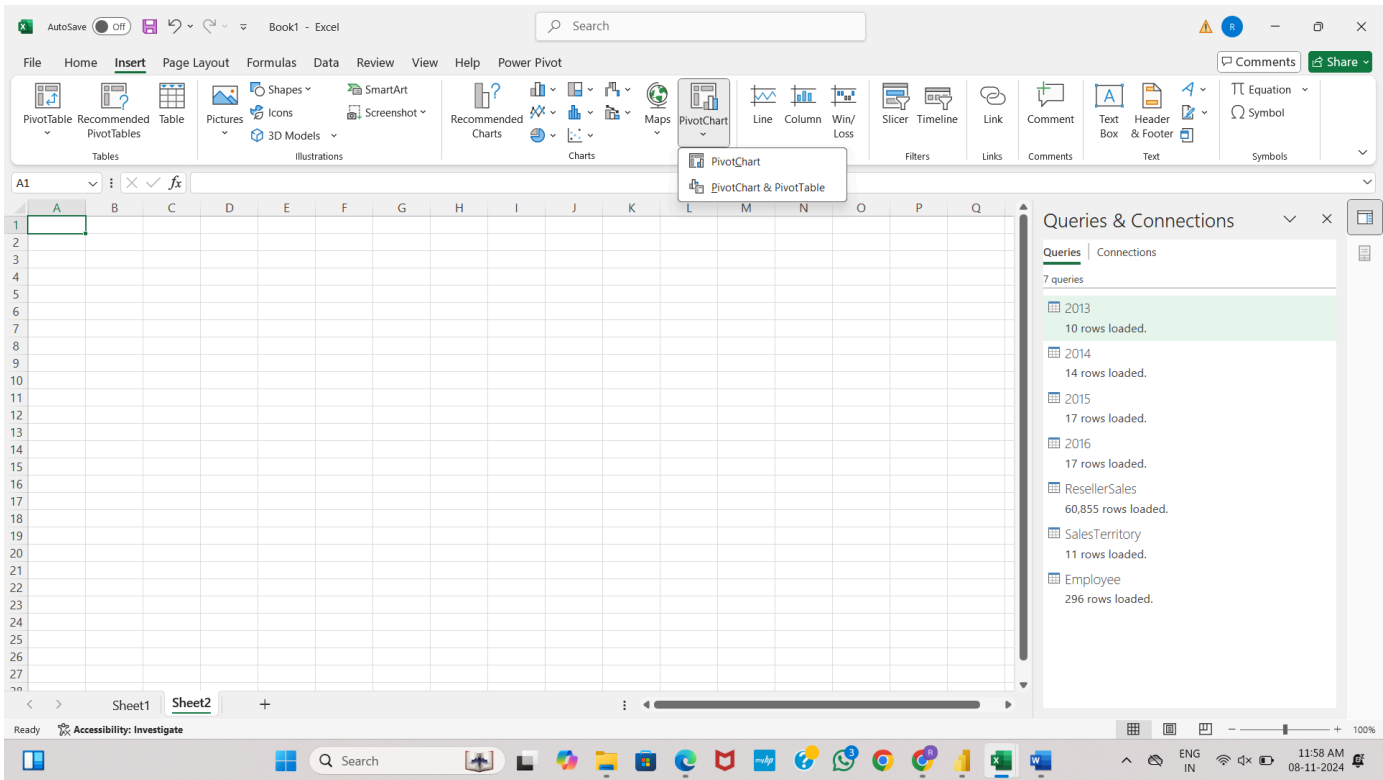 AutoSave Off Book1 - Excel Search R
File Home Insert Page Layout Formulas Data Review View Help Power Pivot Comments Share
PivotTable
Recommended
PivotTables
Table
Tables
Pictures
Shapes
Icons
3D Models
SmartArt
Screenshot
Illustrations
Recommended
Charts
Maps
PivotChart
Charts
Line
Column
Win/
Loss
Slicer
Timeline
Filters
Link
Links
Comment
Comments
Text
Box
Header
& Footer
Text
Equation
Symbol
Symbols
PivotChart
PivotChart & PivotTable
A1 fx
A B C D E F G H I J K L M N O P Q
1
2
3
4
5
6
7
8
9
10
11
12
13
14
15
16
17
18
19
20
21
22
23
24
25
26
27
28
Queries & Connections
Queries Connections
7 queries
2013
10 rows loaded.
2014
14 rows loaded.
2015
17 rows loaded.
2016
17 rows loaded.
ResellerSales
60,855 rows loaded.
SalesTerritory
11 rows loaded.
Employee
296 rows loaded.
Sheet1 Sheet2
Ready Accessibility: Investigate 100%
Search
3
R
ENG
IN
11:58 AM
08-11-2024